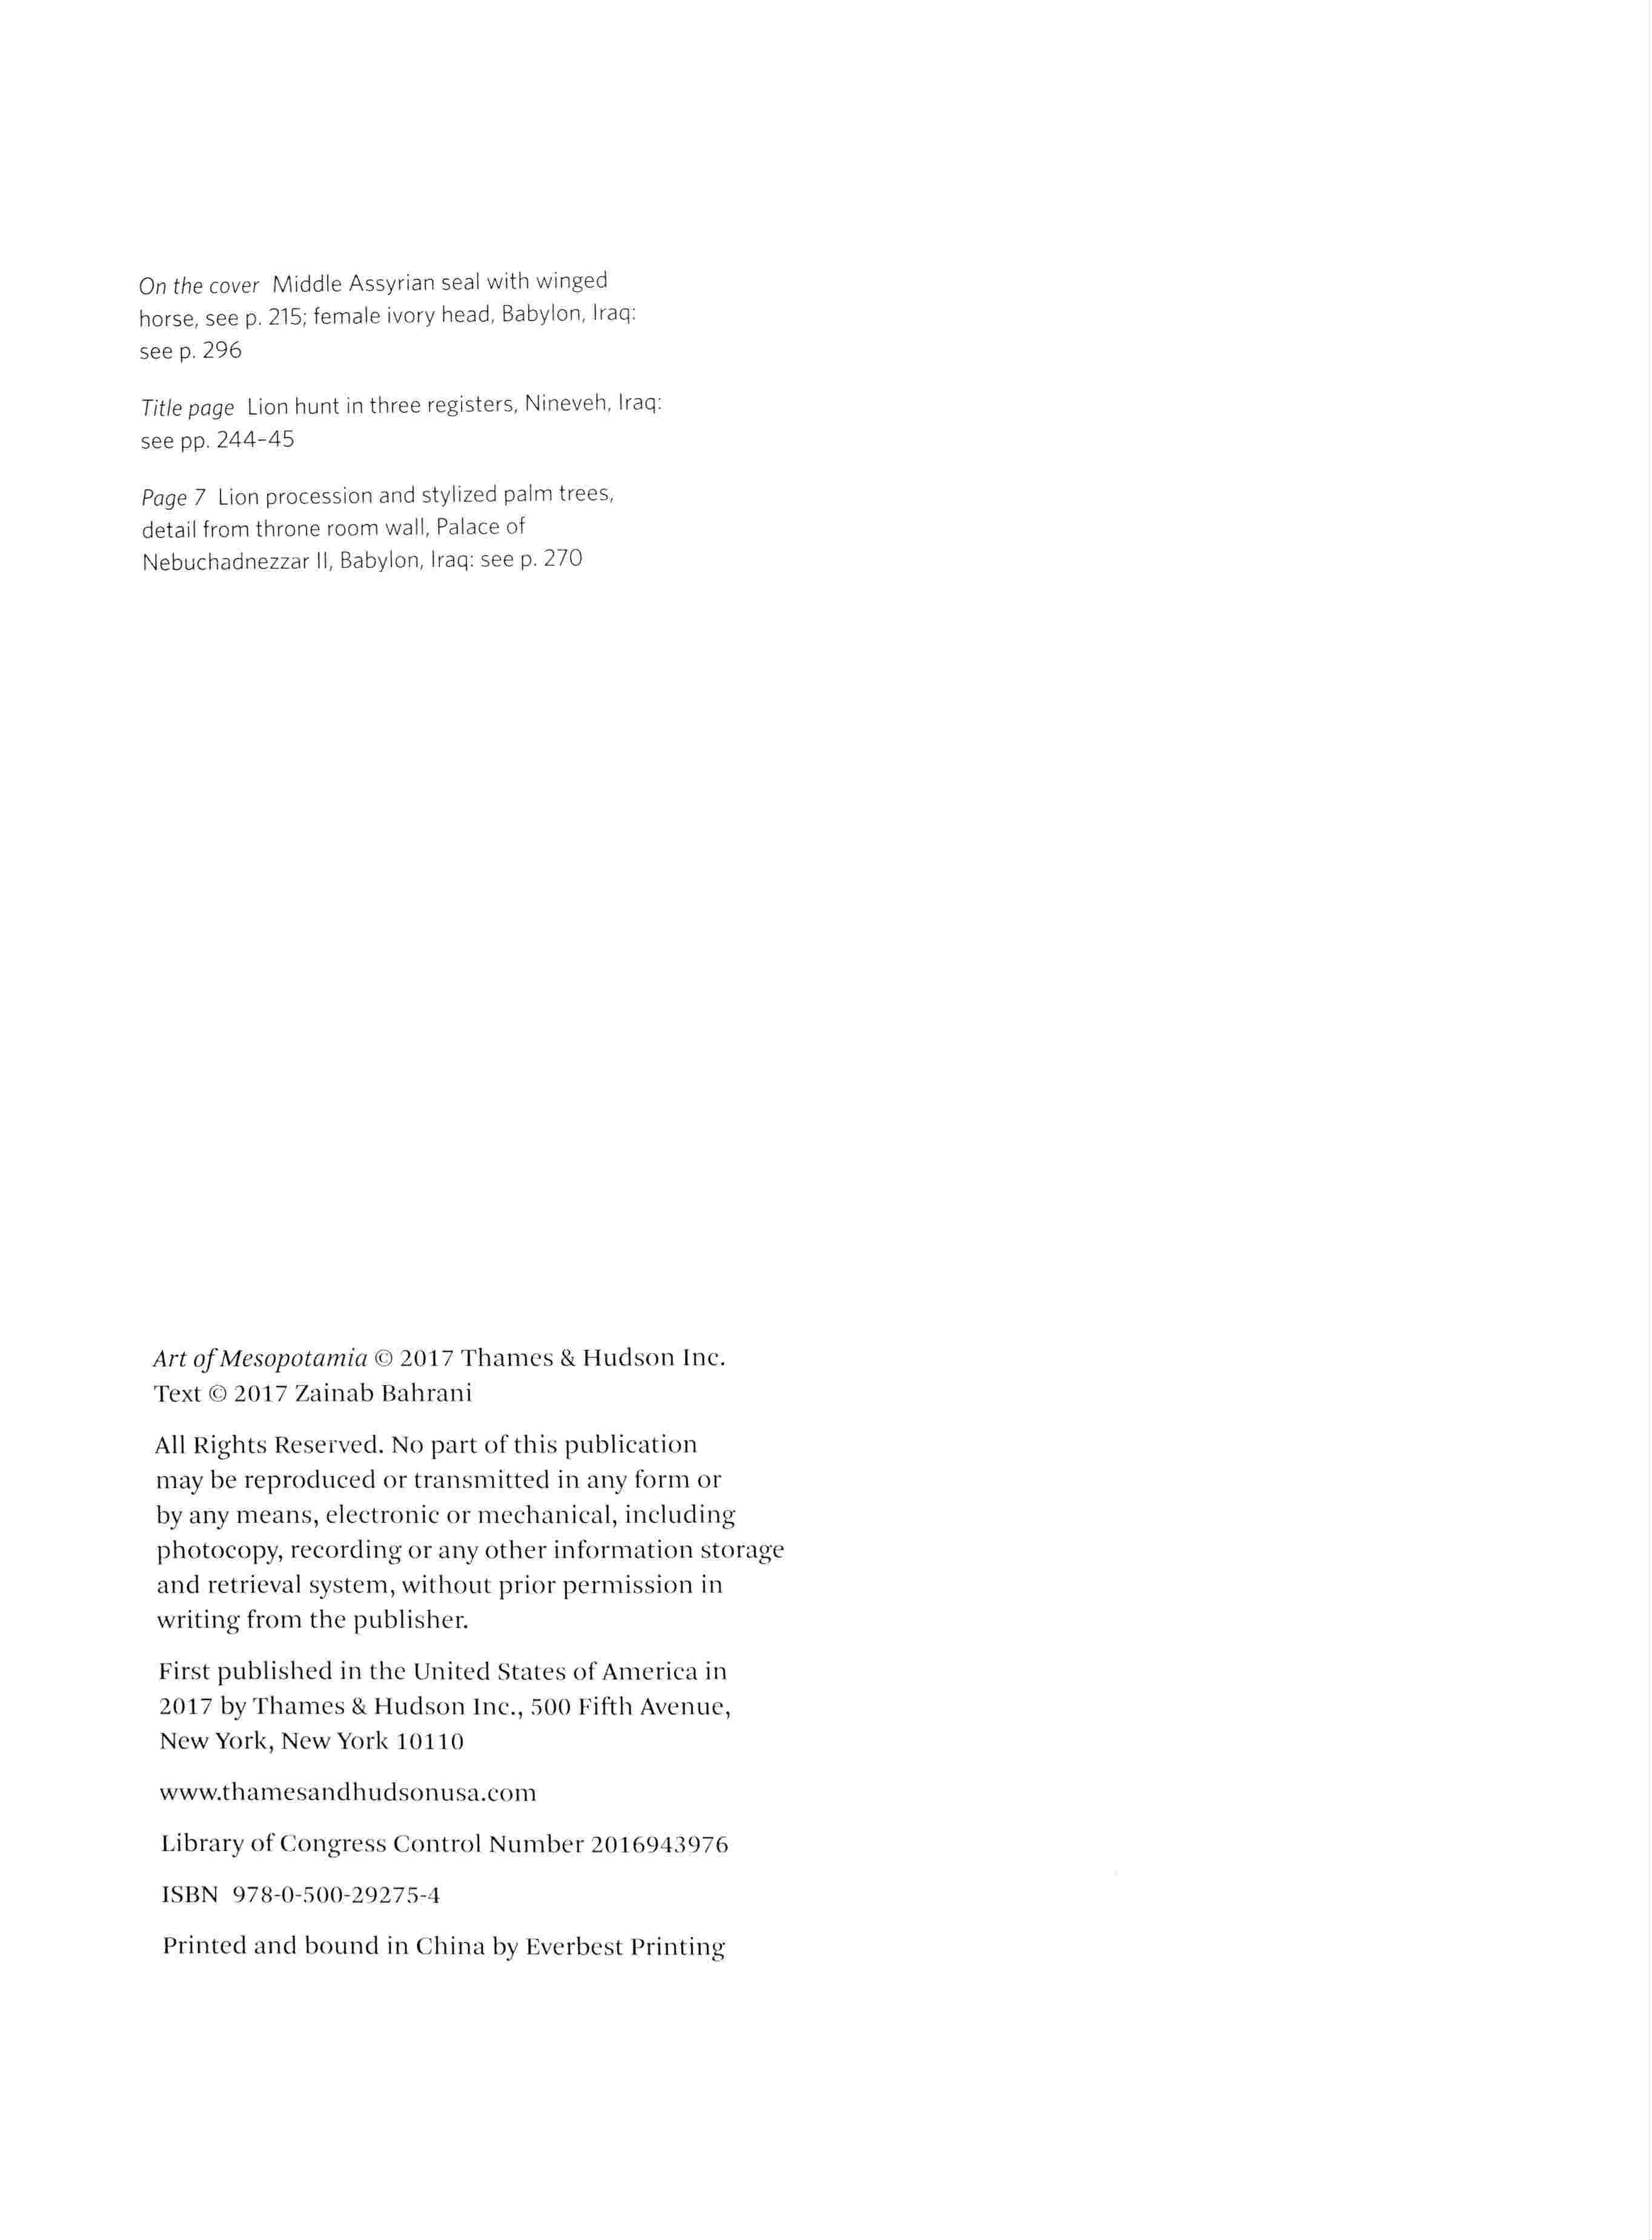 On the cover  Middle Assyrian seal with winged
horse, see p. 215; female ivory head, Babylon, Iraq:
see p. 296
Title page  Lion hunt in three registers, Nineveh, Iraq:
see pp. 244–45
Page 7  Lion procession and stylized palm trees,
detail from throne room wall, Palace of
Nebuchadnezzar II, Babylon, Iraq: see p. 270
Art of Mesopotamia © 2017 Thames & Hudson Inc.
Text © 2017 Zainab Bahrani
All Rights Reserved. No part of this publication
may be reproduced or transmitted in any form or
by any means, electronic or mechanical, including
photocopy, recording or any other information storage
and retrieval system, without prior permission in
writing from the publisher.
First published in the United States of America in
2017 by Thames & Hudson Inc., 500 Fifth Avenue,
New York, New York 10110
www.thamesandhudsonusa.com
Library of Congress Control Number 2016943976
ISBN  978-0-500-29275-4
Printed and bound in China by Everbest Printing